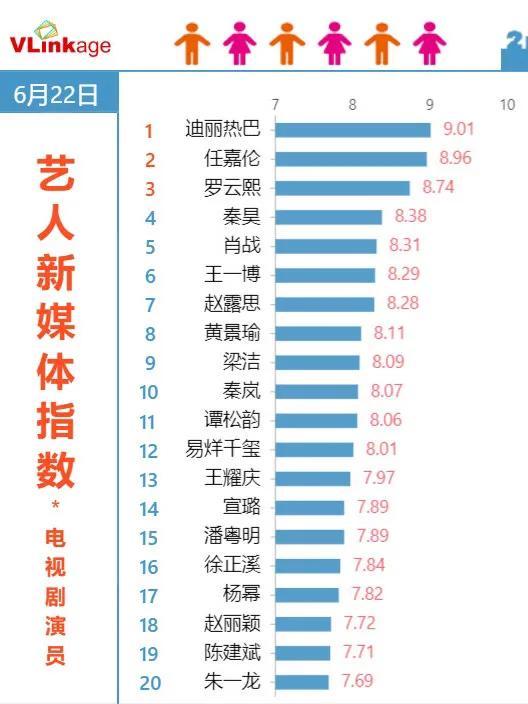 VLinkage
6月22日
艺人新媒体指数
*电视剧演员
7 8 9 10
1 迪丽热巴 9.01
2 任嘉伦 8.96
3 罗云熙 8.74
4 秦昊 8.38
5 肖战 8.31
6 王一博 8.29
7 赵露思 8.28
8 黄景瑜 8.11
9 梁洁 8.09
10 秦岚 8.07
11 谭松韵 8.06
12 易烊千玺 8.01
13 王耀庆 7.97
14 宣璐 7.89
15 潘粤明 7.89
16 徐正溪 7.84
17 杨幂 7.82
18 赵丽颖 7.72
19 陈建斌 7.71
20 朱一龙 7.69